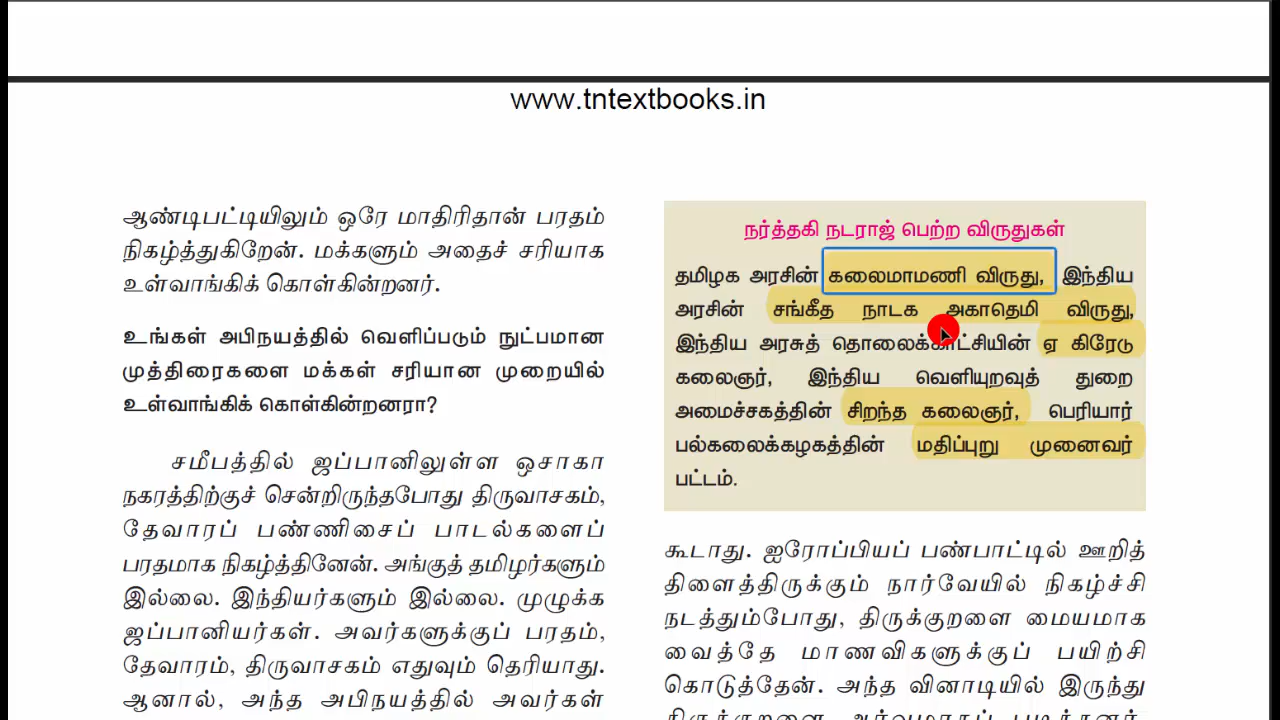 www.tntextbooks.in
ஆண்டிபட்டியிலும் ஒரே மாதிரிதான் பரதம்
நிகழ்த்துகிறேன். மக்களும் அதைச் சரியாக
உள்வாங்கிக் கொள்கின்றனர்.
உங்கள் அபிநயத்தில் வெளிப்படும் நுட்பமான
முத்திரைகளை மக்கள் சரியான முறையில்
உள்வாங்கிக் கொள்கின்றனரா?
சமீபத்தில் ஜப்பானிலுள்ள ஒசாகா
நகரத்திற்குச் சென்றிருந்தபோது திருவாசகம்,
தேவாரப் பண்ணிசைப் பாடல்களைப்
பரதமாக நிகழ்த்தினேன். அங்குத் தமிழர்களும்
இல்லை. இந்தியர்களும் இல்லை. முழுக்க
ஜப்பானியர்கள். அவர்களுக்குப் பரதம்,
தேவாரம், திருவாசகம் எதுவும் தெரியாது.
ஆனால், அந்த அபிநயத்தில் அவர்கள்
நர்த்தகி நடராஜ் பெற்ற விருதுகள்
தமிழக அரசின் கலைமாமணி விருது, இந்திய
அரசின் சங்கீத நாடக அகாதெமி விருது,
இந்திய அரசுத் தொலைக்காட்சியின் ஏ கிரேடு
கலைஞர், இந்திய வெளியுறவுத் துறை
அமைச்சகத்தின் சிறந்த கலைஞர், பெரியார்
பல்கலைக்கழகத்தின் மதிப்புறு முனைவர்
பட்டம்.
கூடாது. ஐரோப்பியப் பண்பாட்டில் ஊறித்
திளைத்திருக்கும் நார்வேயில் நிகழ்ச்சி
நடத்தும்போது, திருக்குறளை மையமாக
வைத்தே மாணவிகளுக்குப் பயிற்சி
கொடுத்தேன். அந்த வினாடியில் இருந்து